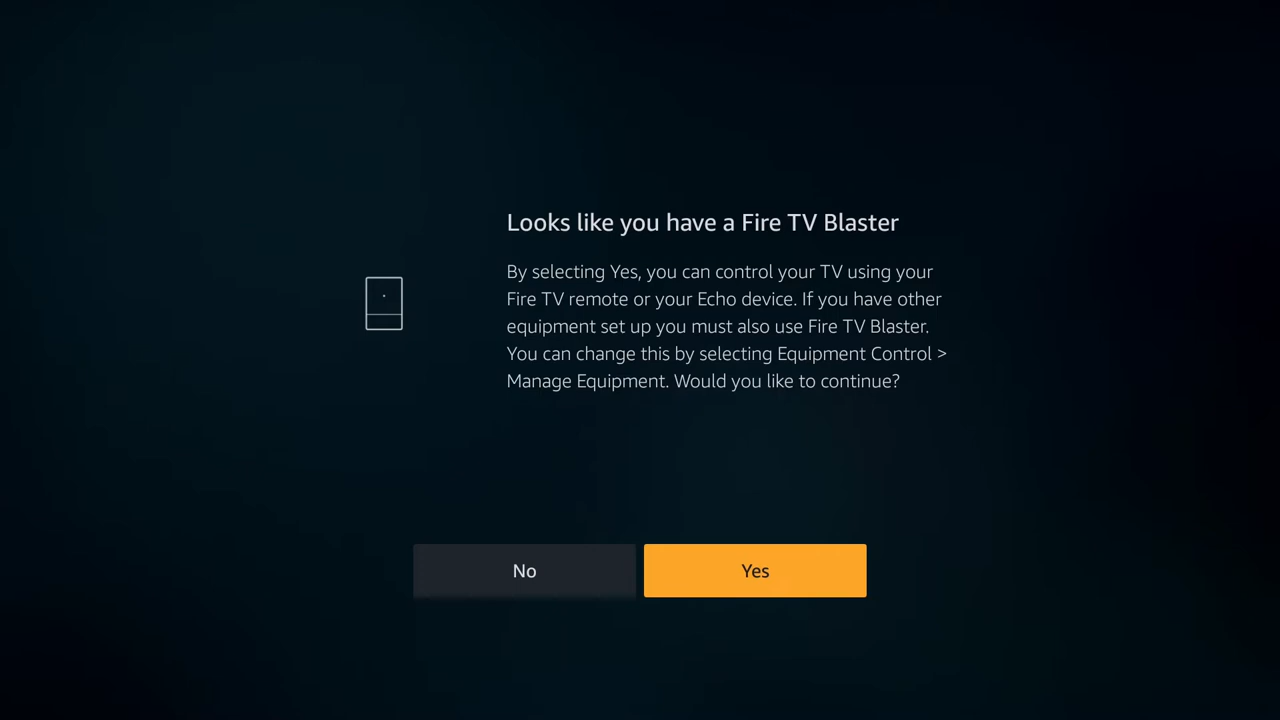 Looks like you have a Fire TV Blaster
By selecting Yes, you can control your TV using your
Fire TV remote or your Echo device. If you have other
equipment set up you must also use Fire TV Blaster.
You can change this by selecting Equipment Control >
Manage Equipment. Would you like to continue?
No
Yes